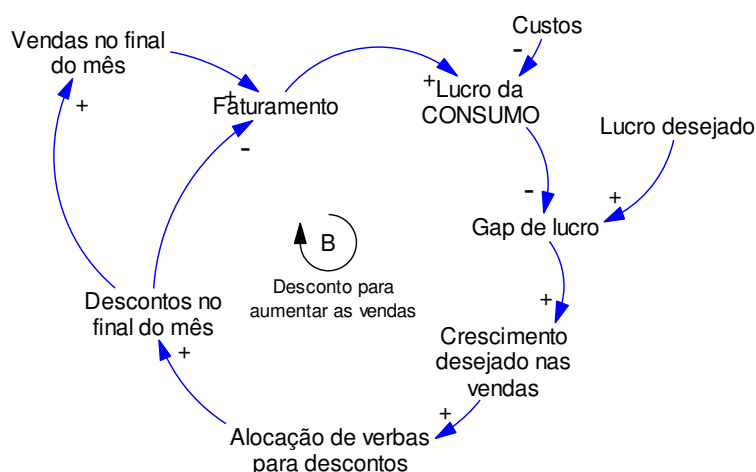 Vendas no final
do mês
+
+
Faturamento
-
Custos
-
+
Lucro da
CONSUMO
Lucro desejado
-
+
Gap de lucro
B
Desconto para
aumentar as vendas
Descontos no
final do mês
+
+
Crescimento
desejado nas
vendas
+
Alocação de verbas
para descontos